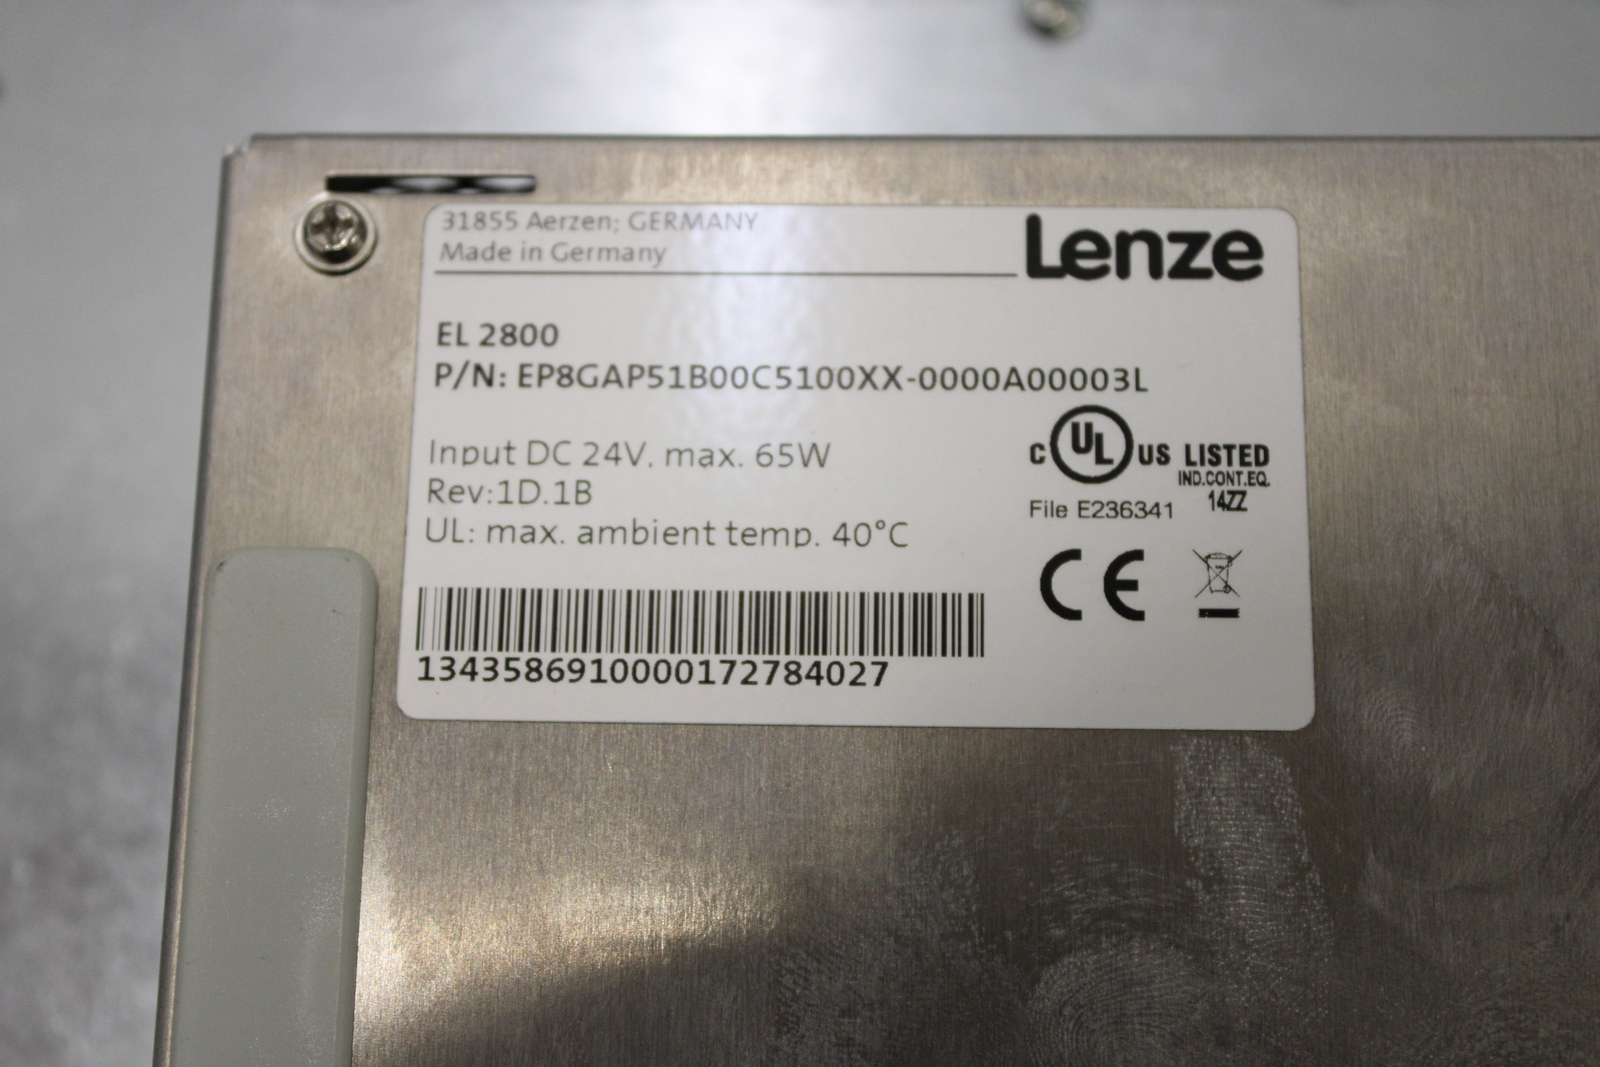 31855 Aerzen; GERMANY
Made in Germany
Lenze
EL 2800
P/N: EP8GAP51B00C5100XX-0000A00003L
Input DC 24V, max. 65W
Rev:1D.1B
UL: max. ambient temp. 40°C
C UL US LISTED
IND.CONT.EQ.
14ZZ
File E236341
CE
1343586910000172784027